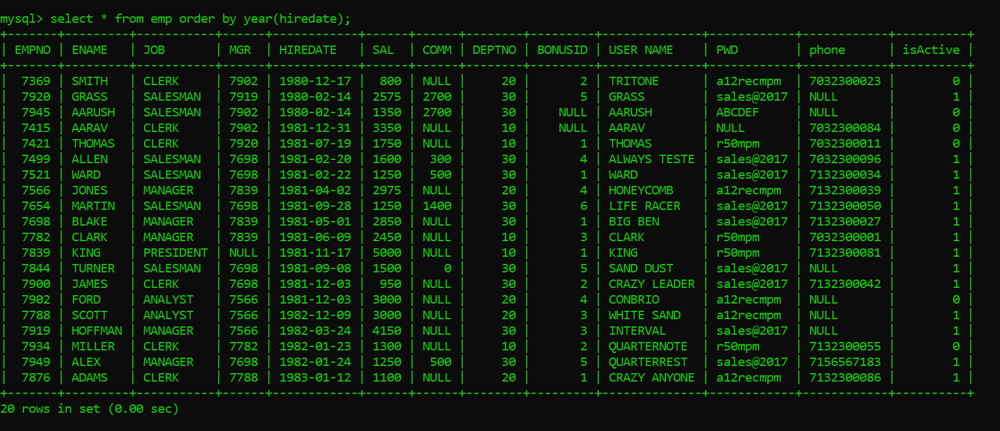 mysql> select * from emp order by year(hiredate);
+-------+---------+-----------+------+------------+------+------+--------+---------+--------------+------------+------------+----------+
| EMPNO | ENAME   | JOB       | MGR  | HIREDATE   | SAL  | COMM | DEPTNO | BONUSID | USER NAME    | PWD        | phone      | isActive |
+-------+---------+-----------+------+------------+------+------+--------+---------+--------------+------------+------------+----------+
|  7369 | SMITH   | CLERK     | 7902 | 1980-12-17 |  800 | NULL |     20 |       2 | TRITONE      | a12recmpm  | 7032300023 |        0 |
|  7920 | GRASS   | SALESMAN  | 7919 | 1980-02-14 | 2575 | 2700 |     30 |       5 | GRASS        | sales@2017 | NULL       |        1 |
|  7945 | AARUSH  | SALESMAN  | 7902 | 1980-02-14 | 1350 | 2700 |     30 |    NULL | AARUSH       | ABCDEF     | NULL       |        0 |
|  7415 | AARAV   | CLERK     | 7902 | 1981-12-31 | 3350 | NULL |     10 |    NULL | AARAV        | NULL       | 7032300084 |        0 |
|  7421 | THOMAS  | CLERK     | 7920 | 1981-07-19 | 1750 | NULL |     10 |       1 | THOMAS       | r50mpm     | 7032300011 |        0 |
|  7499 | ALLEN   | SALESMAN  | 7698 | 1981-02-20 | 1600 |  300 |     30 |       4 | ALWAYS TESTE | sales@2017 | 7032300096 |        1 |
|  7521 | WARD    | SALESMAN  | 7698 | 1981-02-22 | 1250 |  500 |     30 |       1 | WARD         | sales@2017 | 7132300034 |        1 |
|  7566 | JONES   | MANAGER   | 7839 | 1981-04-02 | 2975 | NULL |     20 |       4 | HONEYCOMB    | a12recmpm  | 7132300039 |        1 |
|  7654 | MARTIN  | SALESMAN  | 7698 | 1981-09-28 | 1250 | 1400 |     30 |       6 | LIFE RACER   | sales@2017 | 7132300050 |        1 |
|  7698 | BLAKE   | MANAGER   | 7839 | 1981-05-01 | 2850 | NULL |     30 |       1 | BIG BEN      | sales@2017 | 7132300027 |        1 |
|  7782 | CLARK   | MANAGER   | 7839 | 1981-06-09 | 2450 | NULL |     10 |       3 | CLARK        | r50mpm     | 7032300001 |        1 |
|  7839 | KING    | PRESIDENT | NULL | 1981-11-17 | 5000 | NULL |     10 |       1 | KING         | r50mpm     | 7132300081 |        1 |
|  7844 | TURNER  | SALESMAN  | 7698 | 1981-09-08 | 1500 |    0 |     30 |       5 | SAND DUST    | sales@2017 | NULL       |        1 |
|  7900 | JAMES   | CLERK     | 7698 | 1981-12-03 |  950 | NULL |     30 |       2 | CRAZY LEADER | sales@2017 | 7132300042 |        1 |
|  7902 | FORD    | ANALYST   | 7566 | 1981-12-03 | 3000 | NULL |     20 |       4 | CONBRIO      | a12recmpm  | NULL       |        0 |
|  7788 | SCOTT   | ANALYST   | 7566 | 1982-12-09 | 3000 | NULL |     20 |       3 | WHITE SAND   | a12recmpm  | NULL       |        1 |
|  7919 | HOFFMAN | MANAGER   | 7566 | 1982-03-24 | 4150 | NULL |     30 |       3 | INTERVAL     | sales@2017 | NULL       |        1 |
|  7934 | MILLER  | CLERK     | 7782 | 1982-01-23 | 1300 | NULL |     10 |       2 | QUARTERNOTE  | r50mpm     | 7132300055 |        0 |
|  7949 | ALEX    | MANAGER   | 7698 | 1982-01-24 | 1250 |  500 |     30 |       5 | QUARTERREST  | sales@2017 | 7156567183 |        1 |
|  7876 | ADAMS   | CLERK     | 7788 | 1983-01-12 | 1100 | NULL |     20 |       1 | CRAZY ANYONE | a12recmpm  | 7132300086 |        1 |
+-------+---------+-----------+------+------------+------+------+--------+---------+--------------+------------+------------+----------+
20 rows in set (0.00 sec)